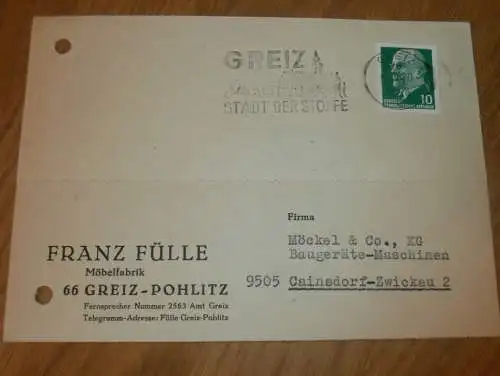 GREIZ
STADT DER STOFFE
10
Firma
Möckel & Co., KG
Baugeräte-Maschinen
9505 Cainsdorf-Zwickau 2
FRANZ FÜLLE
Möbelfabrik
66 GREIZ-POHLITZ
Fernsprecher Nummer 2563 Amt Greiz
Telegramm-Adresse: Fülle Greiz-Pohlitz